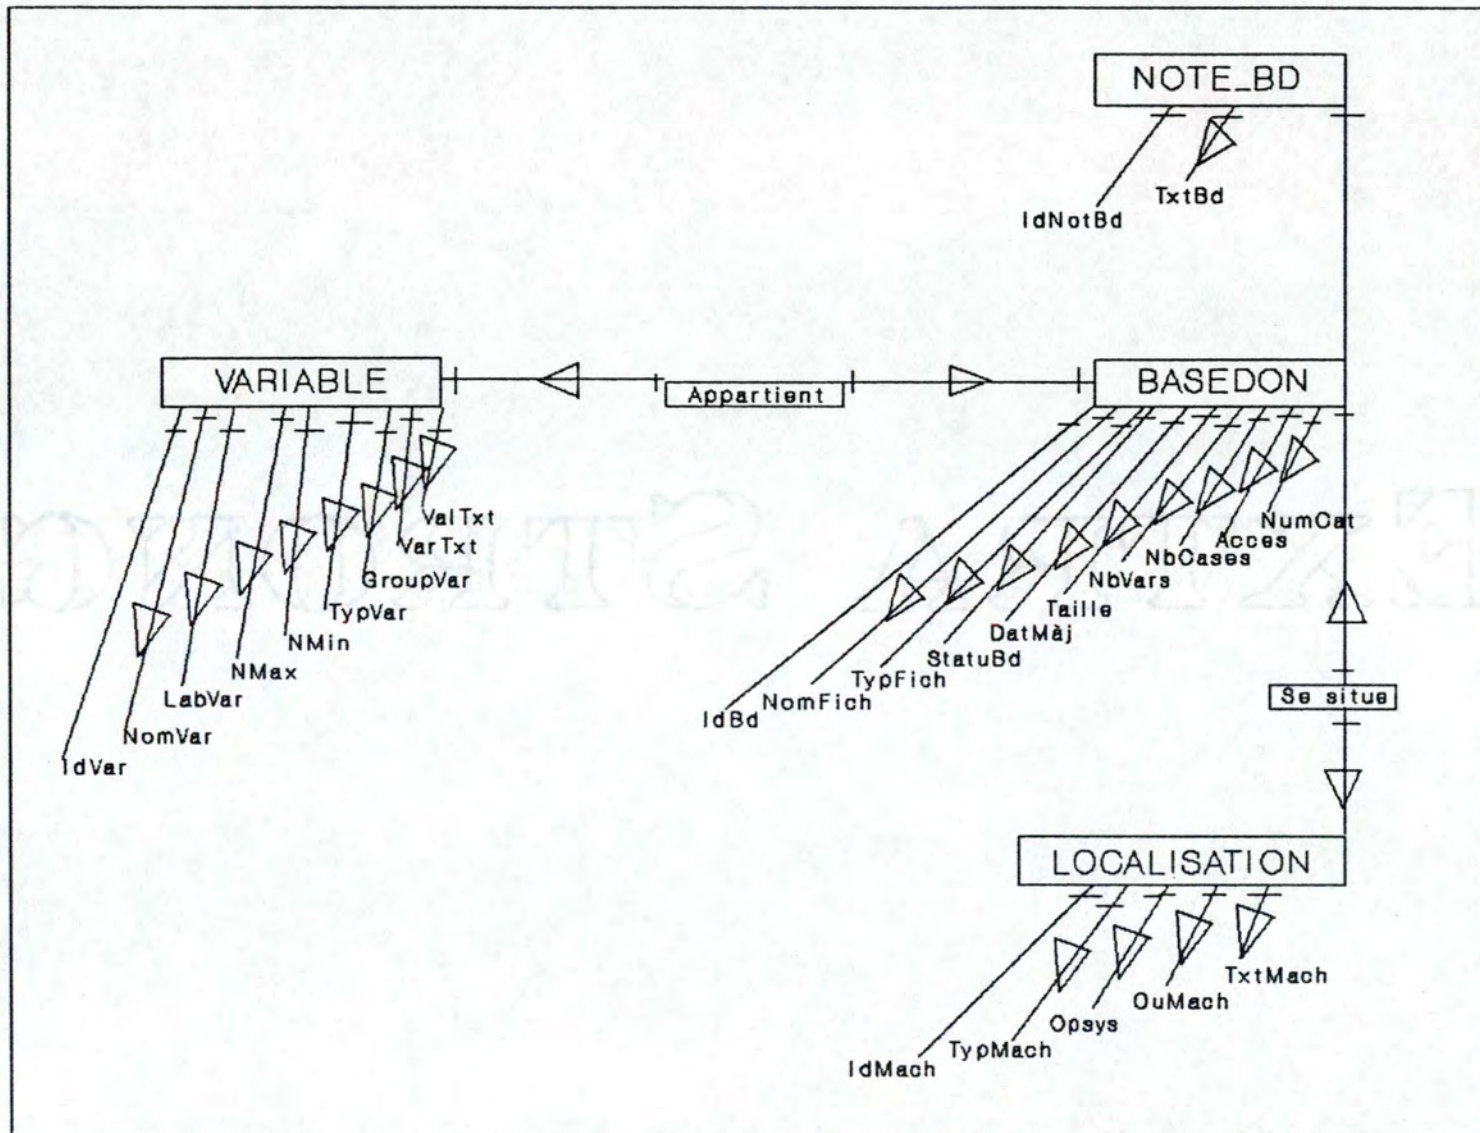 NOTE_BD
TxtBd
IdNotBd
VARIABLE
Appartient
BASEDON
ValTxt
VarTxt
GroupVar
TypVar
NMin
NMax
LabVar
NomVar
IdVar
NumCat
Acces
NbCases
NbVars
Taille
DatMàj
StatuBd
TypFich
NomFich
IdBd
Se situe
LOCALISATION
TxtMach
OuMach
Opsys
TypMach
IdMach